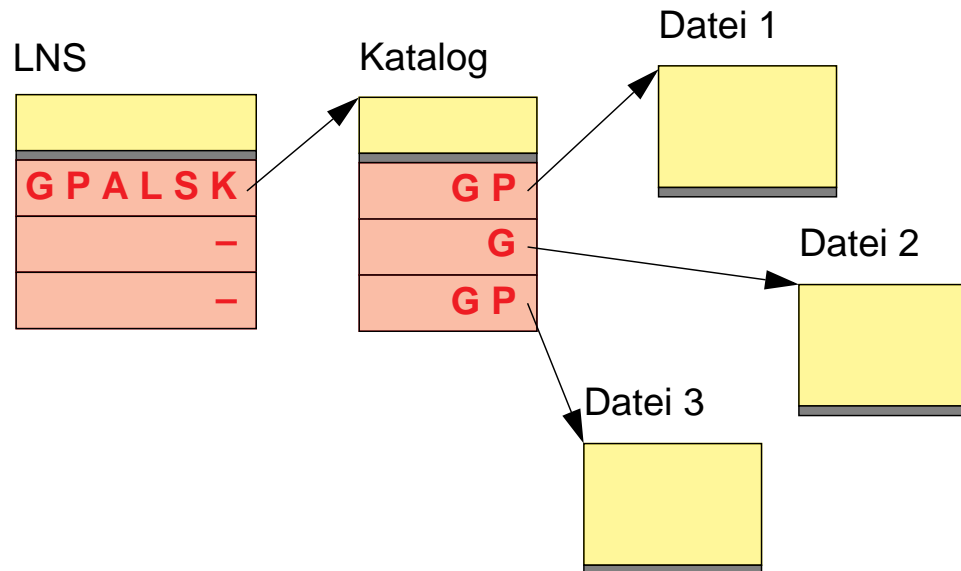 LNS
Katalog
Datei 1
G P A L S K
–
–
G P
G
G P
Datei 2
Datei 3